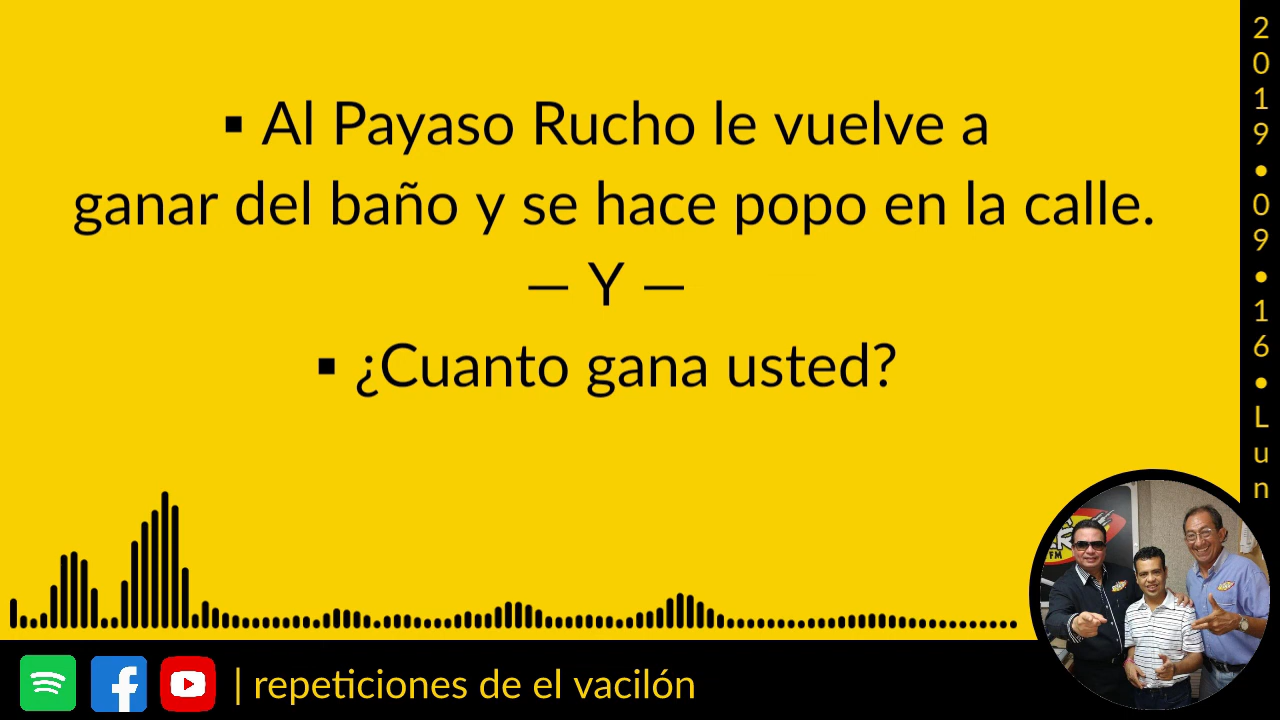 ▪ Al Payaso Rucho le vuelve a
ganar del baño y se hace popo en la calle.
— Y —
▪ ¿Cuanto gana usted?
2019•09•16•Lun
FM
| repeticiones de el vacilón